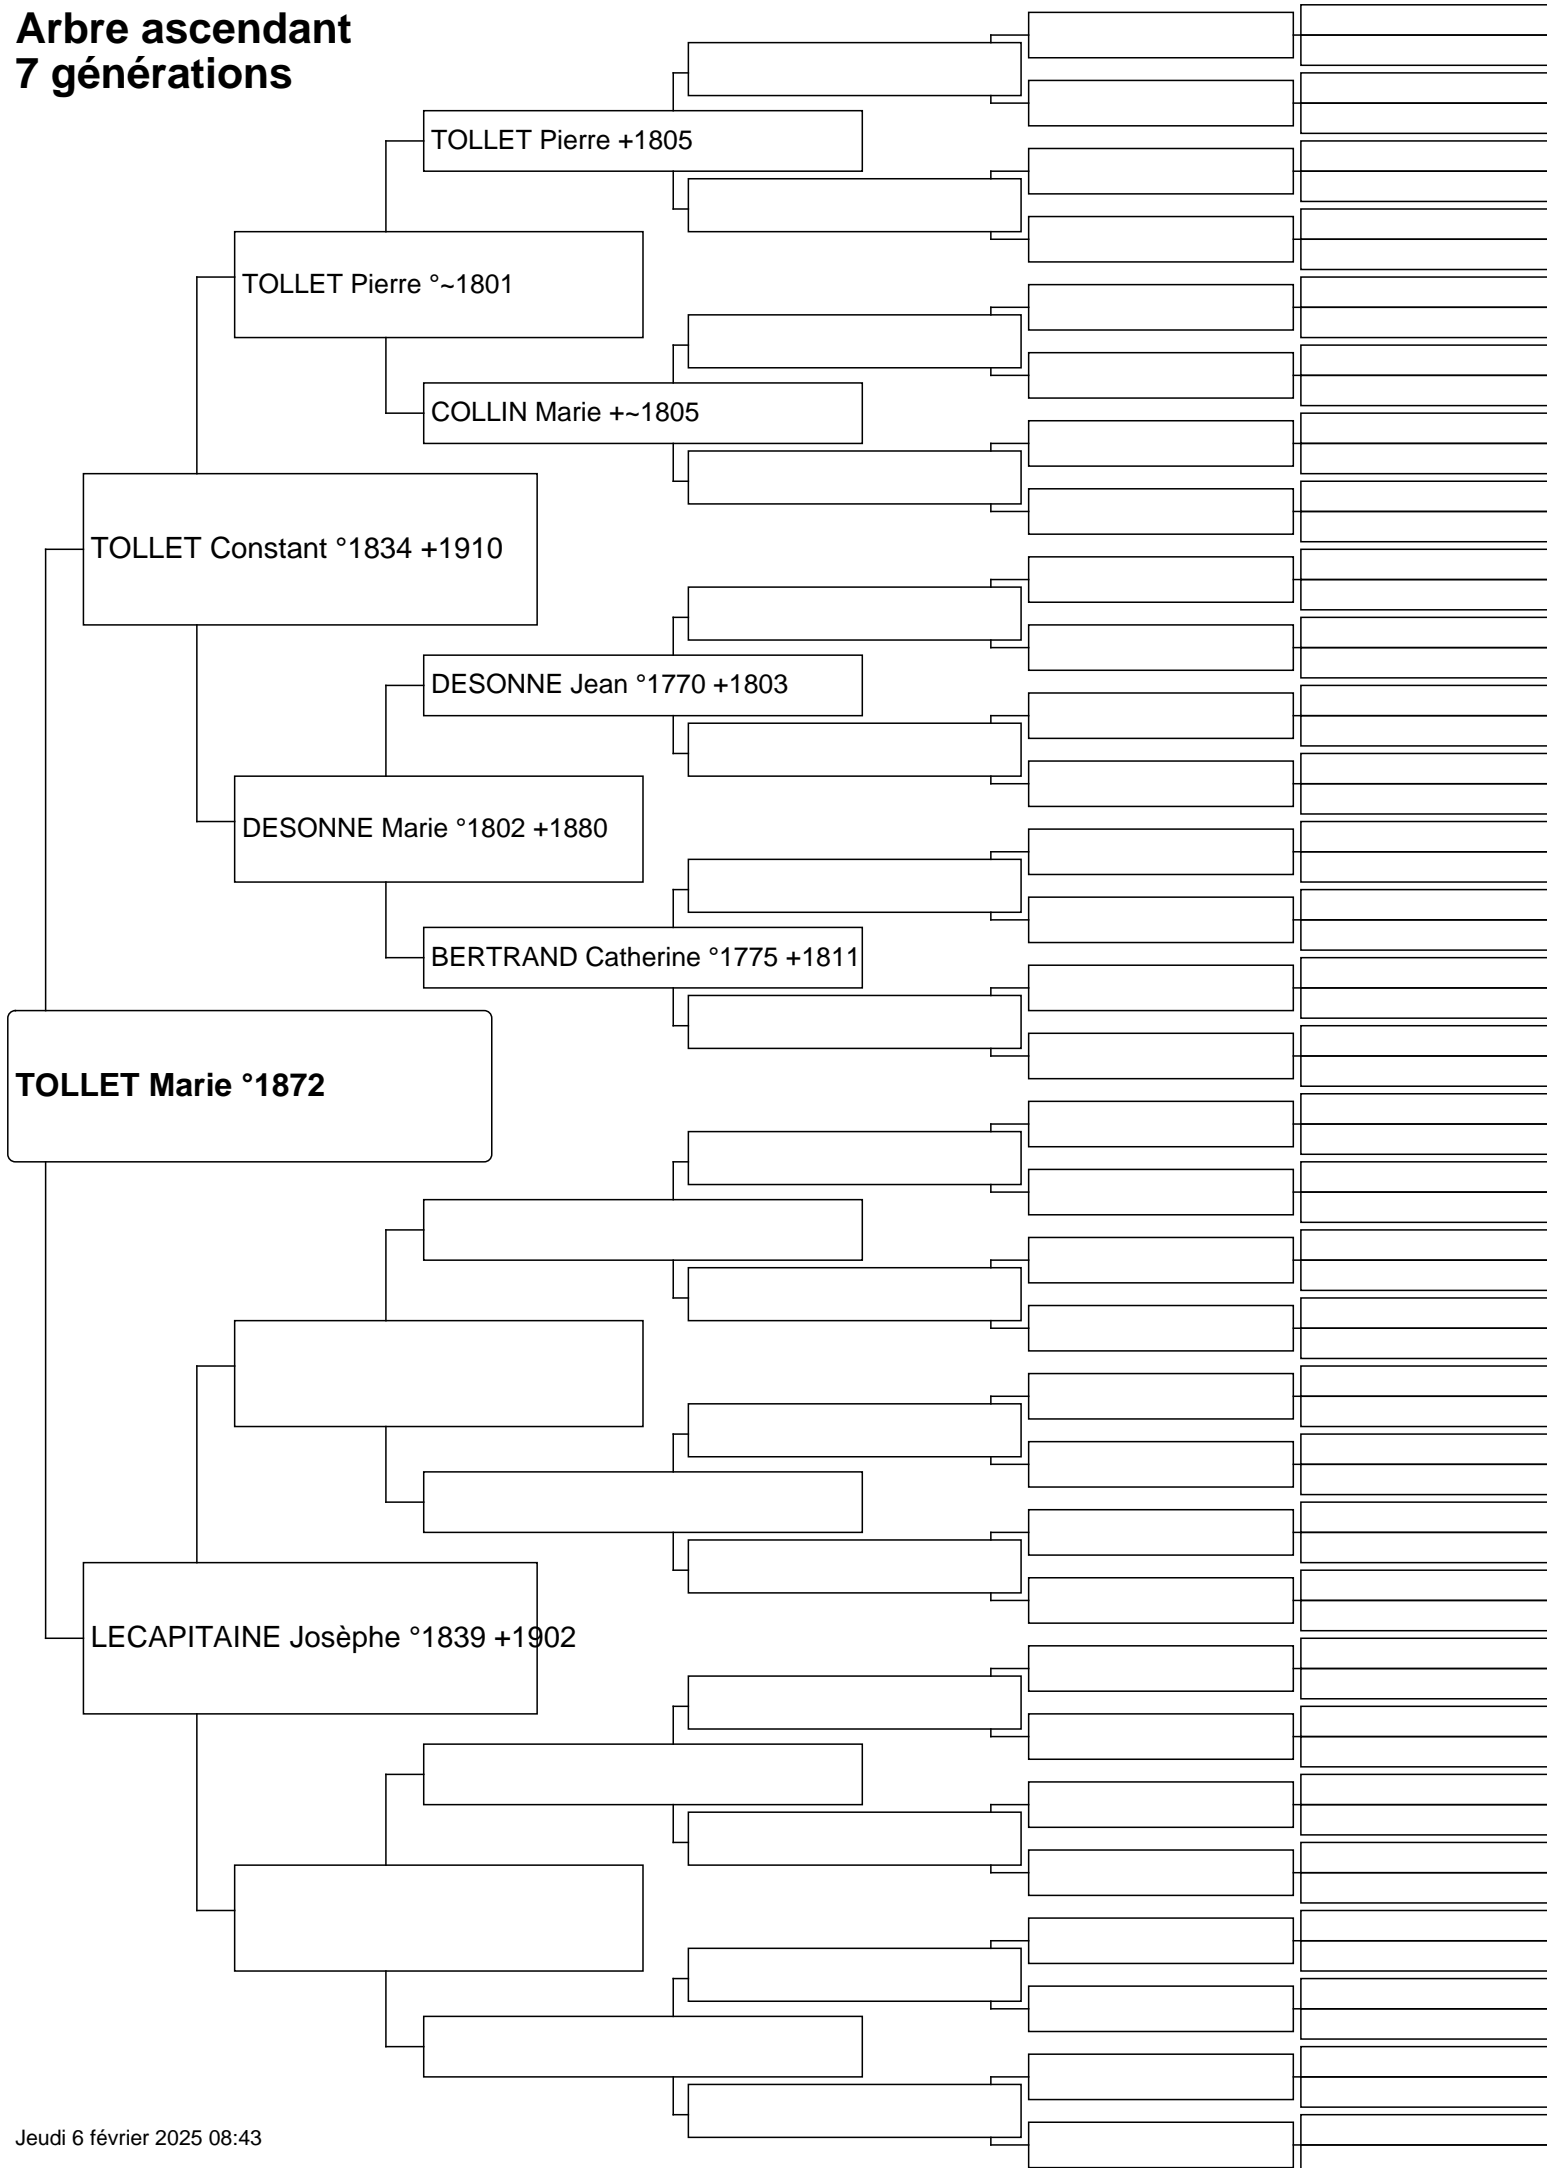 Arbre ascendant
7 générations
TOLLET Pierre +1805
TOLLET Pierre °~1801
COLLIN Marie +~1805
TOLLET Constant °1834 +1910
DESONNE Jean °1770 +1803
DESONNE Marie °1802 +1880
BERTRAND Catherine °1775 +1811
TOLLET Marie °1872
LECAPITAINE Josèphe °1839 +1902
Jeudi 6 février 2025 08:43